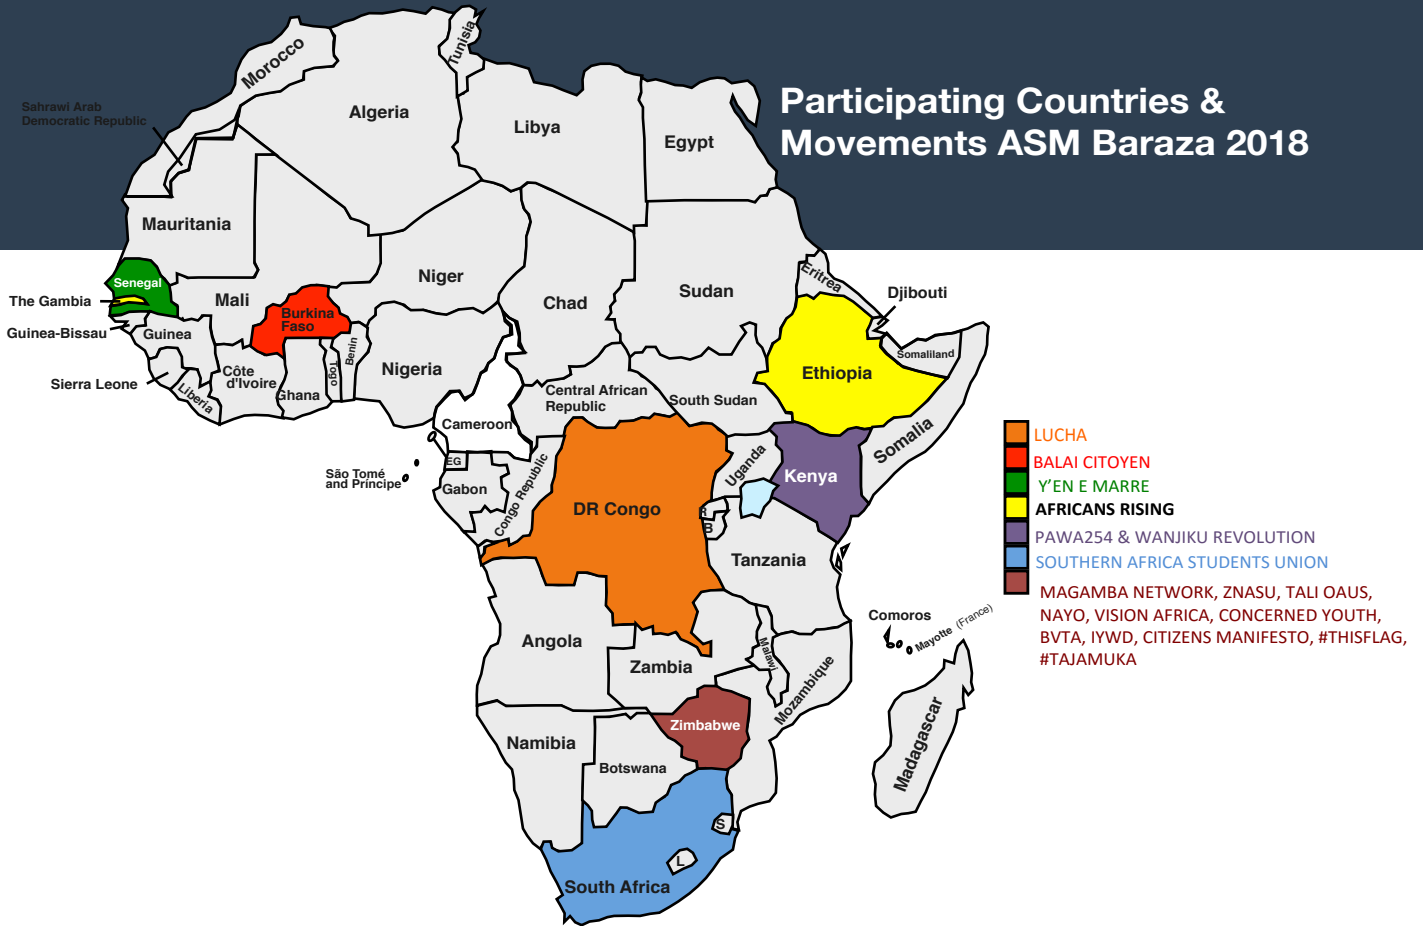 Participating Countries &
Movements ASM Baraza 2018
Morocco
Tunisia
Sahrawi Arab
Democratic Republic
Algeria
Libya
Egypt
Mauritania
Senegal
The Gambia
Guinea-Bissau
Mali
Niger
Chad
Sudan
Eritrea
Djibouti
Guinea
Burkina
Faso
Sierra Leone
Liberia
Côte
d'Ivoire
Ghana
Togo
Benin
Nigeria
Cameroon
Central African
Republic
South Sudan
Ethiopia
Somaliland
Somalia
São Tomé
and Príncipe
EG
Gabon
Congo Republic
DR Congo
Uganda
Kenya
R
B
Tanzania
Comoros
Mayotte (France)
Angola
Zambia
Malawi
Mozambique
Madagascar
Zimbabwe
Namibia
Botswana
S
L
South Africa
LUCHA
BALAI CITOYEN
Y'EN E MARRE
AFRICANS RISING
PAWA254 & WANJIKU REVOLUTION
SOUTHERN AFRICA STUDENTS UNION
MAGAMBA NETWORK, ZNASU, TALI OAUS,
NAYO, VISION AFRICA, CONCERNED YOUTH,
BVTA, IYWD, CITIZENS MANIFESTO, #THISFLAG,
#TAJAMUKA